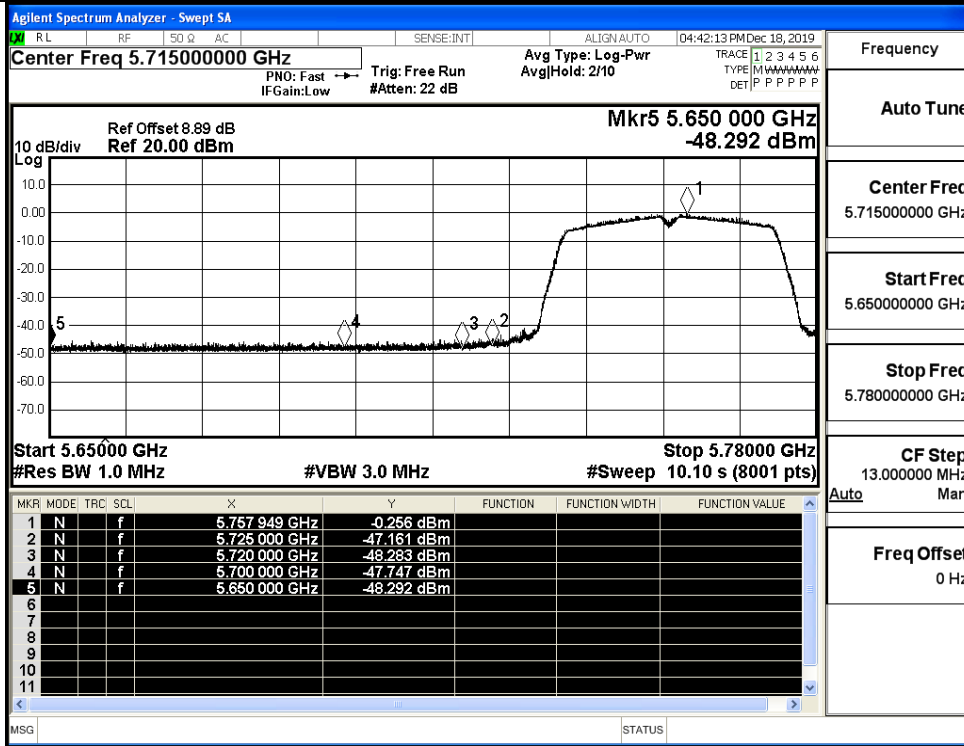 Agilent Spectrum Analyzer - Swept SA
LXI RL RF 50 Ω AC SENSE:INT ALIGN AUTO 04:42:13 PM Dec 18, 2019
Center Freq 5.715000000 GHz
PNO: Fast
IFGain:Low
Trig: Free Run
#Atten: 22 dB
Avg Type: Log-Pwr
Avg|Hold: 2/10
TRACE 1 2 3 4 5 6
TYPE M W W W W W
DET P P P P P P
Mkr5 5.650 000 GHz
-48.292 dBm
Ref Offset 8.89 dB
10 dB/div Ref 20.00 dBm
Log
10.0
0.00
-10.0
-20.0
-30.0
-40.0
-50.0
-60.0
-70.0
5 4 3 2 1
Start 5.65000 GHz Stop 5.78000 GHz
#Res BW 1.0 MHz #VBW 3.0 MHz #Sweep 10.10 s (8001 pts)
MKR MODE TRC SCL X Y FUNCTION FUNCTION WIDTH FUNCTION VALUE
1 N f 5.757 949 GHz -0.256 dBm
2 N f 5.725 000 GHz -47.161 dBm
3 N f 5.720 000 GHz -48.283 dBm
4 N f 5.700 000 GHz -47.747 dBm
5 N f 5.650 000 GHz -48.292 dBm
6
7
8
9
10
11
MSG STATUS
Frequency
Auto Tune
Center Freq
5.715000000 GHz
Start Freq
5.650000000 GHz
Stop Freq
5.780000000 GHz
CF Step
13.000000 MHz
Auto Man
Freq Offset
0 Hz